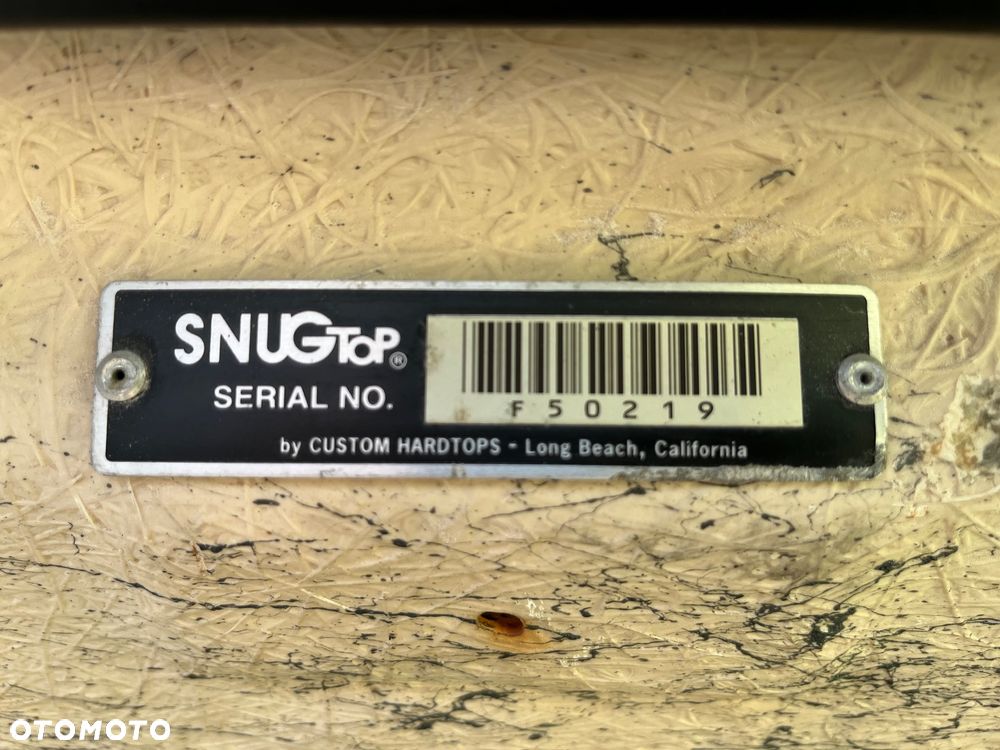 SNUGTOP®
SERIAL NO.
F50219
by CUSTOM HARDTOPS - Long Beach, California
OTOMOTO